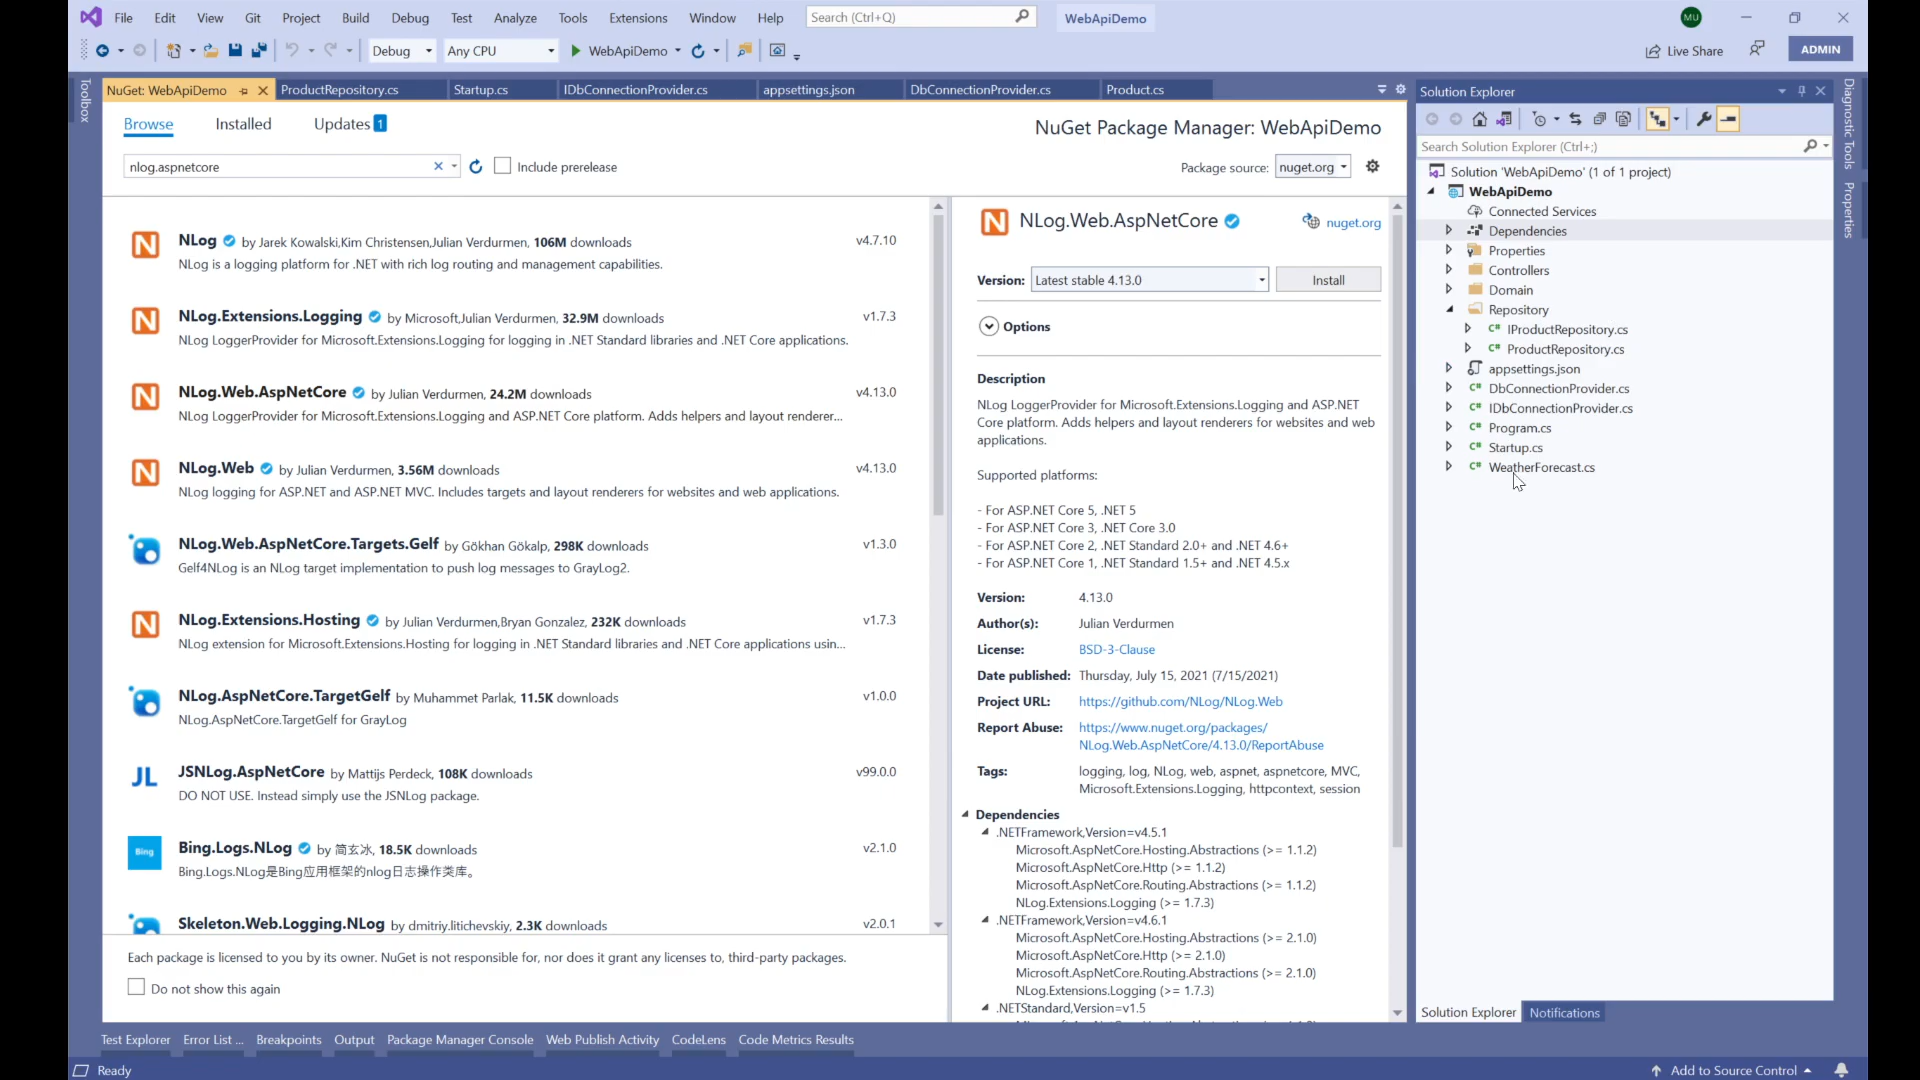 File Edit View Git Project Build Debug Test Analyze Tools Extensions Window Help Search (Ctrl+Q) WebApiDemo MU
Debug Any CPU WebApiDemo Live Share ADMIN
Toolbox
NuGet: WebApiDemo ProductRepository.cs Startup.cs IDbConnectionProvider.cs appsettings.json DbConnectionProvider.cs Product.cs
Browse Installed Updates 1
NuGet Package Manager: WebApiDemo
nlog.aspnetcore Include prerelease Package source: nuget.org
NLog by Jarek Kowalski,Kim Christensen,Julian Verdurmen, 106M downloads v4.7.10
NLog is a logging platform for .NET with rich log routing and management capabilities.
NLog.Extensions.Logging by Microsoft,Julian Verdurmen, 32.9M downloads v1.7.3
NLog LoggerProvider for Microsoft.Extensions.Logging for logging in .NET Standard libraries and .NET Core applications.
NLog.Web.AspNetCore by Julian Verdurmen, 24.2M downloads v4.13.0
NLog LoggerProvider for Microsoft.Extensions.Logging and ASP.NET Core platform. Adds helpers and layout renderer...
NLog.Web by Julian Verdurmen, 3.56M downloads v4.13.0
NLog logging for ASP.NET and ASP.NET MVC. Includes targets and layout renderers for websites and web applications.
NLog.Web.AspNetCore.Targets.Gelf by Gökhan Gökalp, 298K downloads v1.3.0
Gelf4NLog is an NLog target implementation to push log messages to GrayLog2.
NLog.Extensions.Hosting by Julian Verdurmen,Bryan Gonzalez, 232K downloads v1.7.3
NLog extension for Microsoft.Extensions.Hosting for logging in .NET Standard libraries and .NET Core applications usin...
NLog.AspNetCore.TargetGelf by Muhammet Parlak, 11.5K downloads v1.0.0
NLog.AspNetCore.TargetGelf for GrayLog
JL
JSNLog.AspNetCore by Mattijs Perdeck, 108K downloads v99.0.0
DO NOT USE. Instead simply use the JSNLog package.
Bing
Bing.Logs.NLog by 简玄冰, 18.5K downloads v2.1.0
Bing.Logs.NLog是Bing应用框架的nlog日志操作类库。
Skeleton.Web.Logging.NLog by dmitriy.litichevskiy, 2.3K downloads v2.0.1
Each package is licensed to you by its owner. NuGet is not responsible for, nor does it grant any licenses to, third-party packages.
Do not show this again
NLog.Web.AspNetCore nuget.org
Version: Latest stable 4.13.0 Install
Options
Description
NLog LoggerProvider for Microsoft.Extensions.Logging and ASP.NET
Core platform. Adds helpers and layout renderers for websites and web
applications.
Supported platforms:
- For ASP.NET Core 5, .NET 5
- For ASP.NET Core 3, .NET Core 3.0
- For ASP.NET Core 2, .NET Standard 2.0+ and .NET 4.6+
- For ASP.NET Core 1, .NET Standard 1.5+ and .NET 4.5.x
Version: 4.13.0
Author(s): Julian Verdurmen
License: BSD-3-Clause
Date published: Thursday, July 15, 2021 (7/15/2021)
Project URL: https://github.com/NLog/NLog.Web
Report Abuse: https://www.nuget.org/packages/
NLog.Web.AspNetCore/4.13.0/ReportAbuse
Tags: logging, log, NLog, web, aspnet, aspnetcore, MVC,
Microsoft.Extensions.Logging, httpcontext, session
Dependencies
.NETFramework,Version=v4.5.1
Microsoft.AspNetCore.Hosting.Abstractions (>= 1.1.2)
Microsoft.AspNetCore.Http (>= 1.1.2)
Microsoft.AspNetCore.Routing.Abstractions (>= 1.1.2)
NLog.Extensions.Logging (>= 1.7.3)
.NETFramework,Version=v4.6.1
Microsoft.AspNetCore.Hosting.Abstractions (>= 2.1.0)
Microsoft.AspNetCore.Http (>= 2.1.0)
Microsoft.AspNetCore.Routing.Abstractions (>= 2.1.0)
NLog.Extensions.Logging (>= 1.7.3)
.NETStandard,Version=v1.5
Solution Explorer
Search Solution Explorer (Ctrl+;)
Solution 'WebApiDemo' (1 of 1 project)
WebApiDemo
Connected Services
Dependencies
Properties
Controllers
Domain
Repository
C# IProductRepository.cs
C# ProductRepository.cs
appsettings.json
C# DbConnectionProvider.cs
C# IDbConnectionProvider.cs
C# Program.cs
C# Startup.cs
C# WeatherForecast.cs
Solution Explorer Notifications
Diagnostic Tools
Properties
Test Explorer Error List ... Breakpoints Output Package Manager Console Web Publish Activity CodeLens Code Metrics Results
Ready Add to Source Control